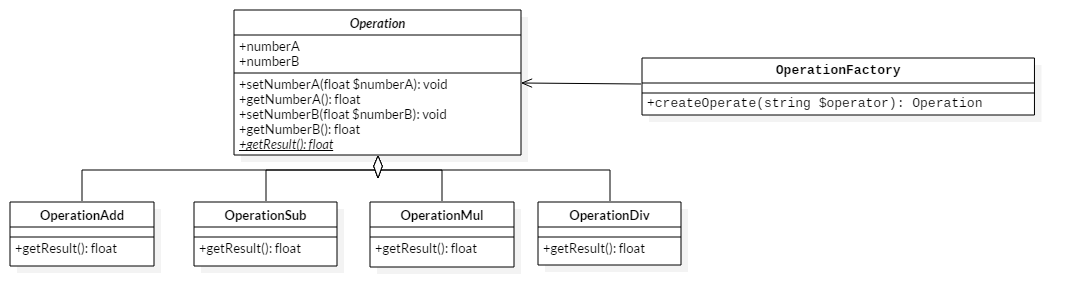 Operation
+numberA
+numberB
+setNumberA(float $numberA): void
+getNumberA(): float
+setNumberB(float $numberB): void
+getNumberB(): float
+getResult(): float
OperationFactory
+createOperate(string $operator): Operation
OperationAdd
+getResult(): float
OperationSub
+getResult(): float
OperationMul
+getResult(): float
OperationDiv
+getResult(): float